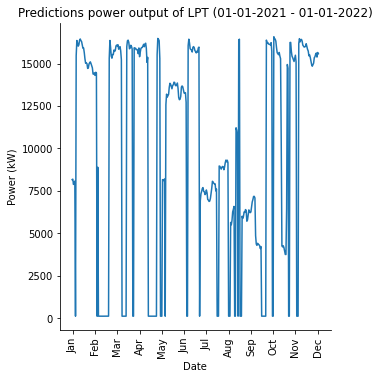 Predictions power output of LPT (01-01-2021 - 01-01-2022)
Power (kW)
15000
12500
10000
7500
5000
2500
0
Jan
Feb
Mar
Apr
May
Jun
Jul
Aug
Sep
Oct
Nov
Dec
Date